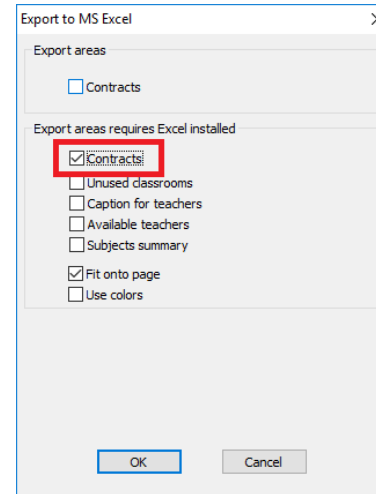 Export to MS Excel
Export areas
Contracts
Export areas requires Excel installed
Contracts
Unused classrooms
Caption for teachers
Available teachers
Subjects summary
Fit onto page
Use colors
OK Cancel